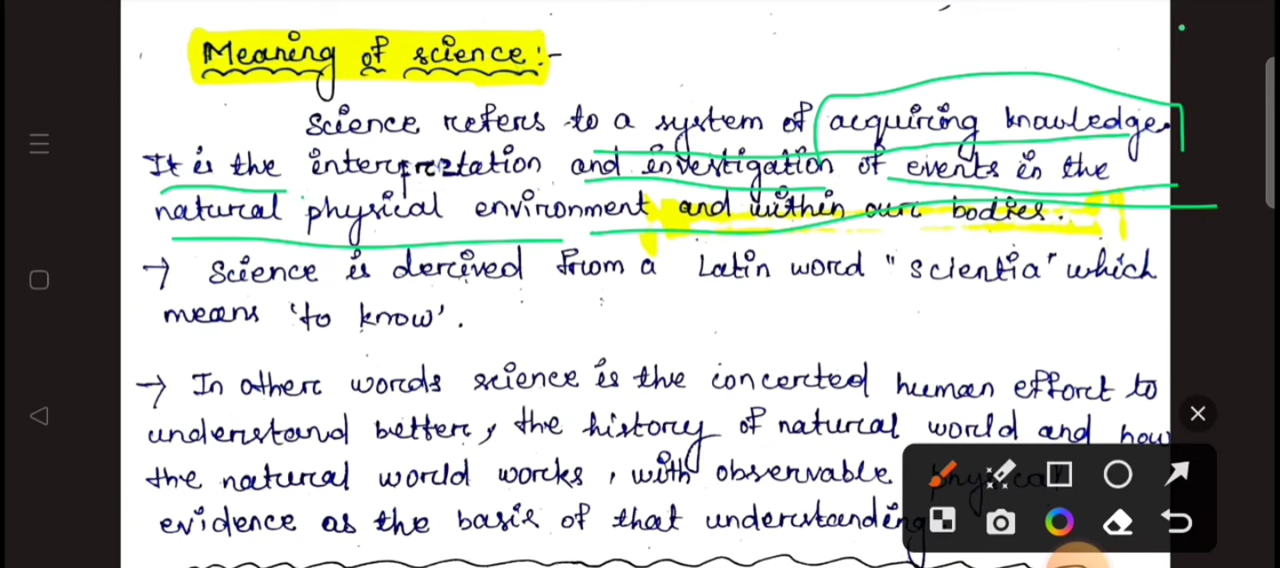 Meaning of science:-
Science refers to a system of acquiring knowledge.
It is the interpretation and investigation of events in the
natural physical environment and within our bodies.
→ Science is derived from a Latin word "scientia" which
means 'to know'.
→ In other words science is the concerted human effort to
understand better, the history of natural world and how
the natural world works, with observable physical
evidence as the basis of that understanding